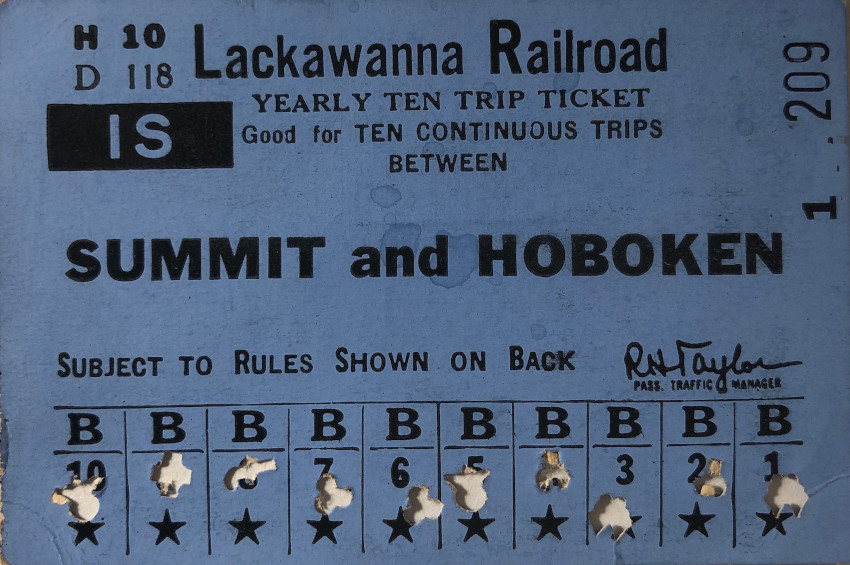 H 10
D 118
Lackawanna Railroad
IS
YEARLY TEN TRIP TICKET
Good for TEN CONTINUOUS TRIPS
BETWEEN
1 209
SUMMIT and HOBOKEN
SUBJECT TO RULES SHOWN ON BACK
RHTaylor
PASS. TRAFFIC MANAGER
B B B B B B B B B B
10 7 6 5 3 2 1